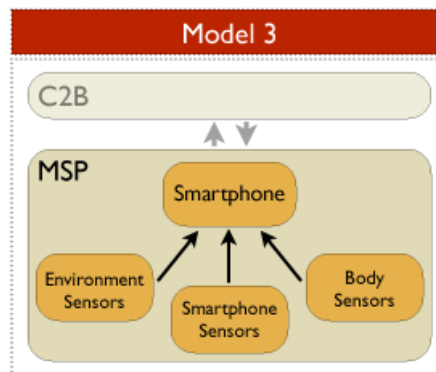 Model 3
C2B
MSP
Smartphone
Environment
Sensors
Smartphone
Sensors
Body
Sensors